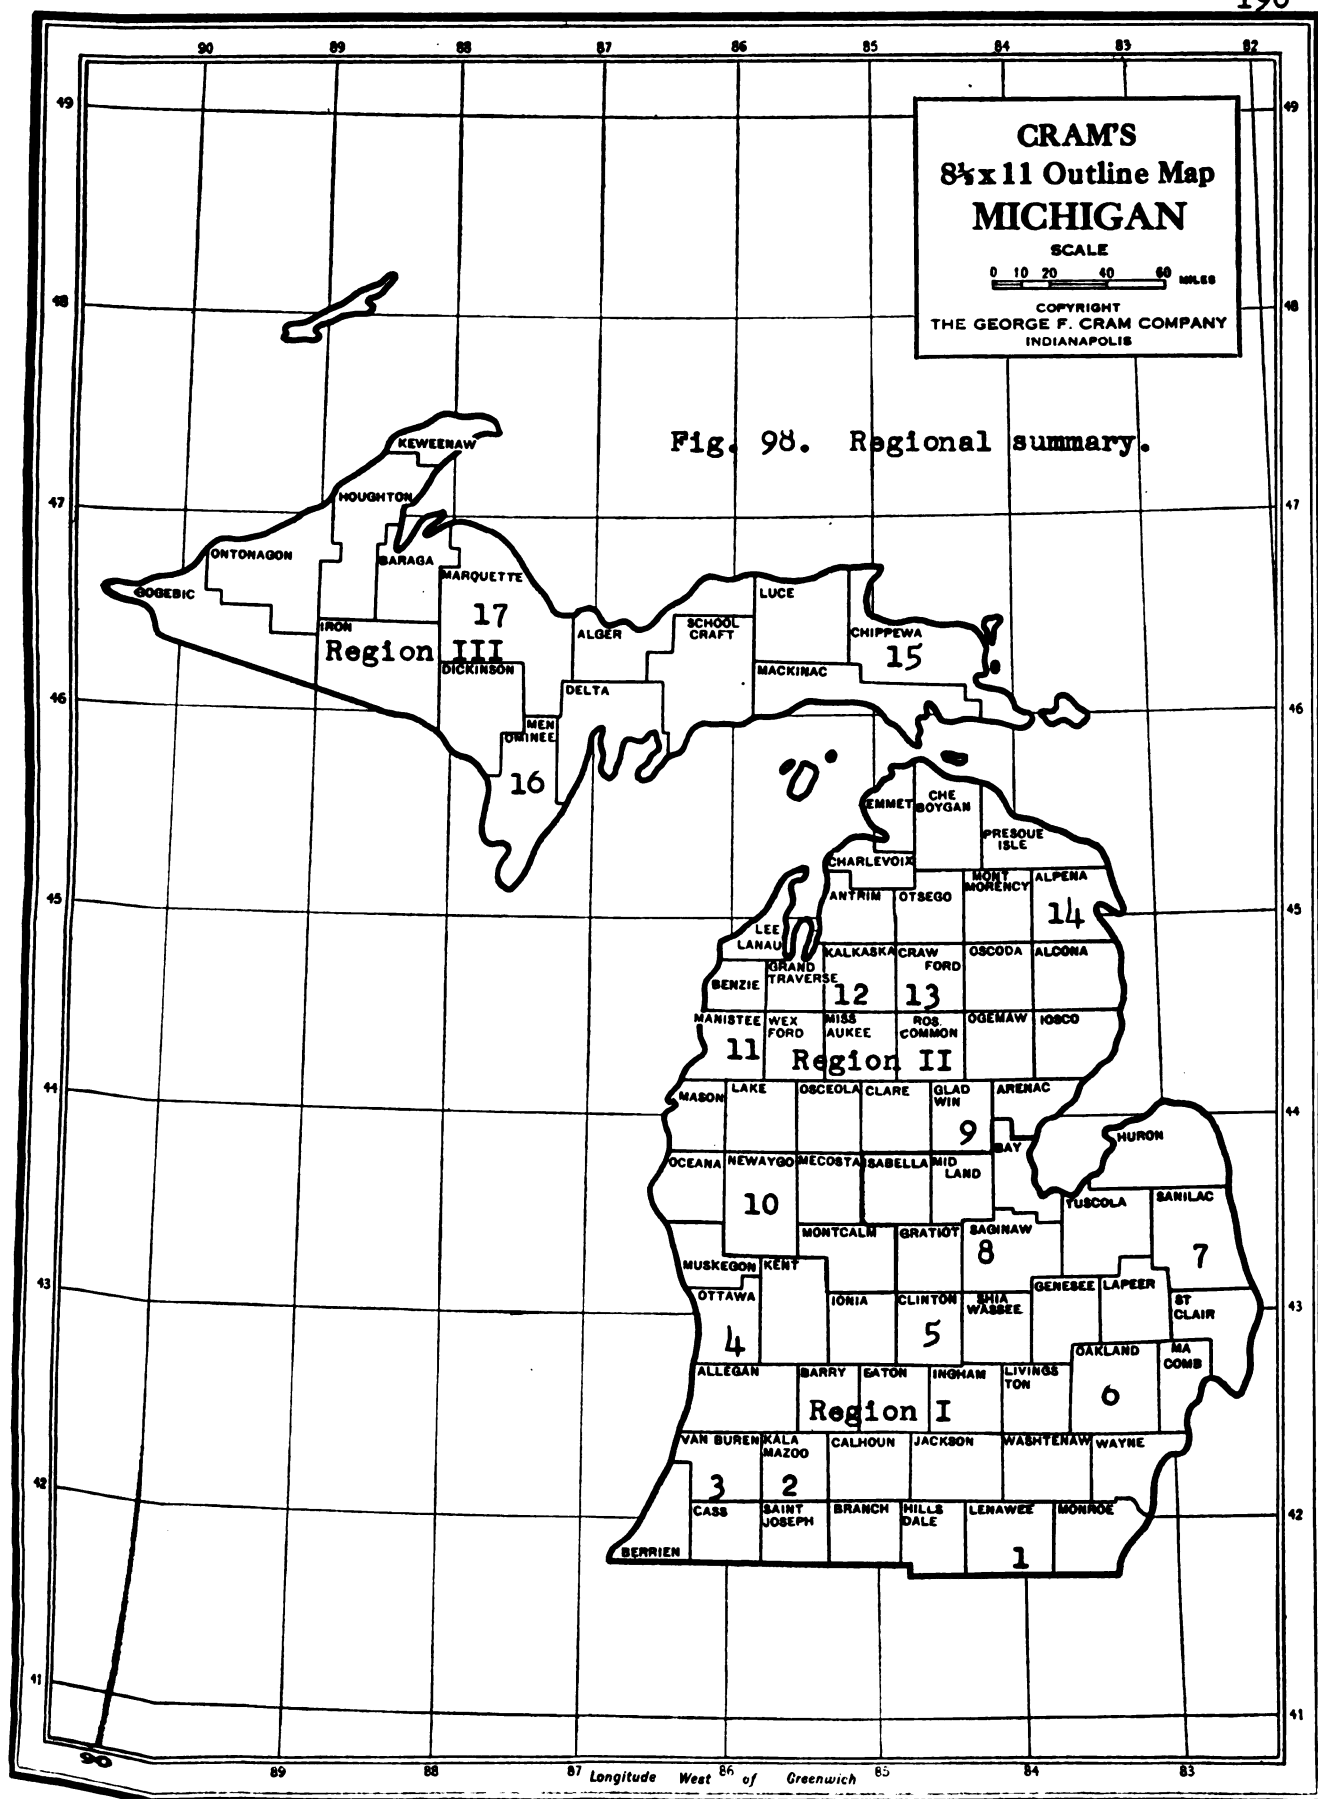 190
90 89 88 87 86 85 84 83 82
49 49
CRAM'S
8½x11 Outline Map
MICHIGAN
SCALE
0 10 20 40 60 MILES
COPYRIGHT
THE GEORGE F. CRAM COMPANY
INDIANAPOLIS
48 48
Fig. 98. Regional summary.
KEWEENAW
HOUGHTON
47 47
ONTONAGON
BARAGA
GOGEBIC
MARQUETTE
17
LUCE
IRON
ALGER
SCHOOL
CRAFT
CHIPPEWA
15
Region III
DICKINSON
MACKINAC
DELTA
46 46
MEN
OMINEE
16
EMMET
CHE
BOYGAN
PRESQUE
ISLE
CHARLEVOIX
MONT
MORENCY
ALPENA
14
ANTRIM
OTSEGO
45 45
LEE
LANAU
KALKASKA
CRAW
FORD
OSCODA
ALCONA
GRAND
TRAVERSE
BENZIE
12
13
MANISTEE
WEX
FORD
MISS
AUKEE
ROS.
COMMON
OGEMAW
IOSCO
11
Region II
44 44
MASON
LAKE
OSCEOLA
CLARE
GLAD
WIN
ARENAC
9
BAY
HURON
OCEANA
NEWAYGO
MECOSTA
ISABELLA
MID
LAND
10
TUSCOLA
SANILAC
MONTCALM
GRATIOT
SAGINAW
8
7
MUSKEGON
KENT
43 43
OTTAWA
IONIA
CLINTON
SHIA
WASSEE
GENESEE
LAPEER
ST
CLAIR
4
5
OAKLAND
MA
COMB
6
ALLEGAN
BARRY
EATON
INGHAM
LIVINGS
TON
Region I
VAN BUREN
KALA
MAZOO
CALHOUN
JACKSON
WASHTENAW
WAYNE
3
2
42 42
CASS
SAINT
JOSEPH
BRANCH
HILLS
DALE
LENAWEE
MONROE
BERRIEN
1
41 41
90
89 88 87 86 85 84 83
Longitude West of Greenwich